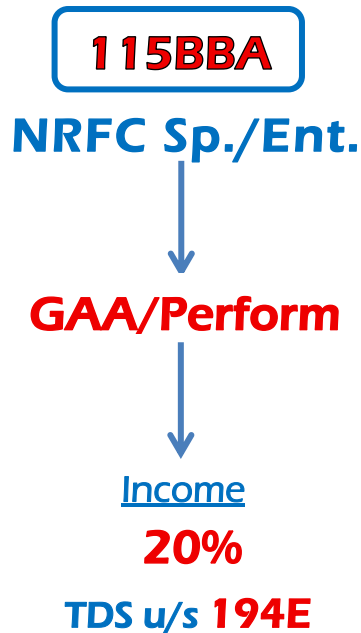 115BBA
NRFC Sp./Ent.
GAA/Perform
Income
20%
TDS u/s 194E